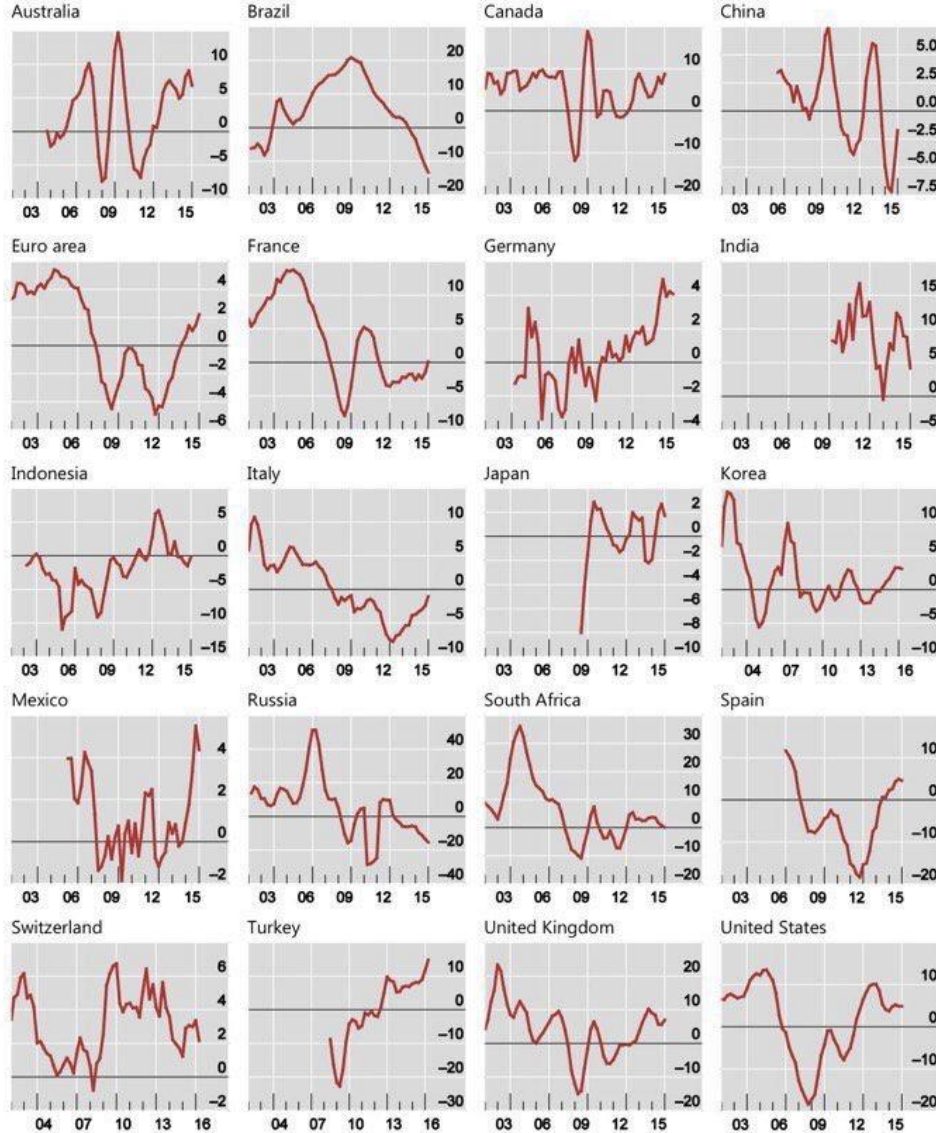 Australia
10
5
0
–5
–10
03 06 09 12 15
Brazil
20
10
0
–10
–20
03 06 09 12 15
Canada
10
0
–10
–20
03 06 09 12 15
China
5.0
2.5
0.0
–2.5
–5.0
–7.5
03 06 09 12 15
Euro area
4
2
0
–2
–4
–6
03 06 09 12 15
France
10
5
0
–5
–10
03 06 09 12 15
Germany
4
2
0
–2
–4
03 06 09 12 15
India
15
10
5
0
–5
03 06 09 12 15
Indonesia
5
0
–5
–10
–15
03 06 09 12 15
Italy
10
5
0
–5
–10
03 06 09 12 15
Japan
2
0
–2
–4
–6
–8
03 06 09 12 15
Korea
10
5
0
–5
–10
04 07 10 13 16
Mexico
4
2
0
–2
03 06 09 12 15
Russia
40
20
0
–20
–40
04 07 10 13 16
South Africa
30
20
10
0
–10
03 06 09 12 15
Spain
10
0
–10
–20
03 06 09 12 15
Switzerland
6
4
2
0
04 07 10 13 16
Turkey
10
0
–10
–20
–30
04 07 10 13 16
United Kingdom
20
10
0
–10
–20
03 06 09 12 15
United States
10
0
–10
–20
03 06 09 12 15